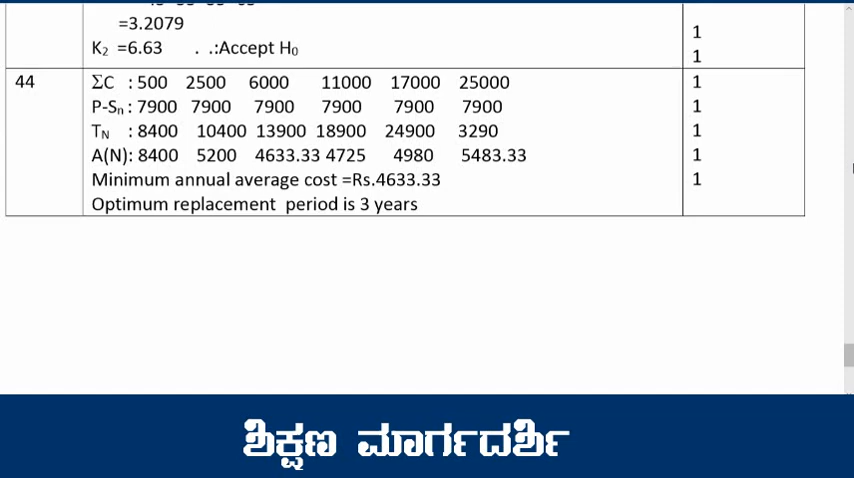 =3.2079
K₂ =6.63 . .:Accept H₀
1
1
44
ΣC : 500 2500 6000 11000 17000 25000 1
P-Sₙ : 7900 7900 7900 7900 7900 7900 1
T_N : 8400 10400 13900 18900 24900 3290 1
A(N): 8400 5200 4633.33 4725 4980 5483.33 1
Minimum annual average cost =Rs.4633.33 1
Optimum replacement period is 3 years
ಶಿಕ್ಷಣ ಮಾರ್ಗದರ್ಶಿ